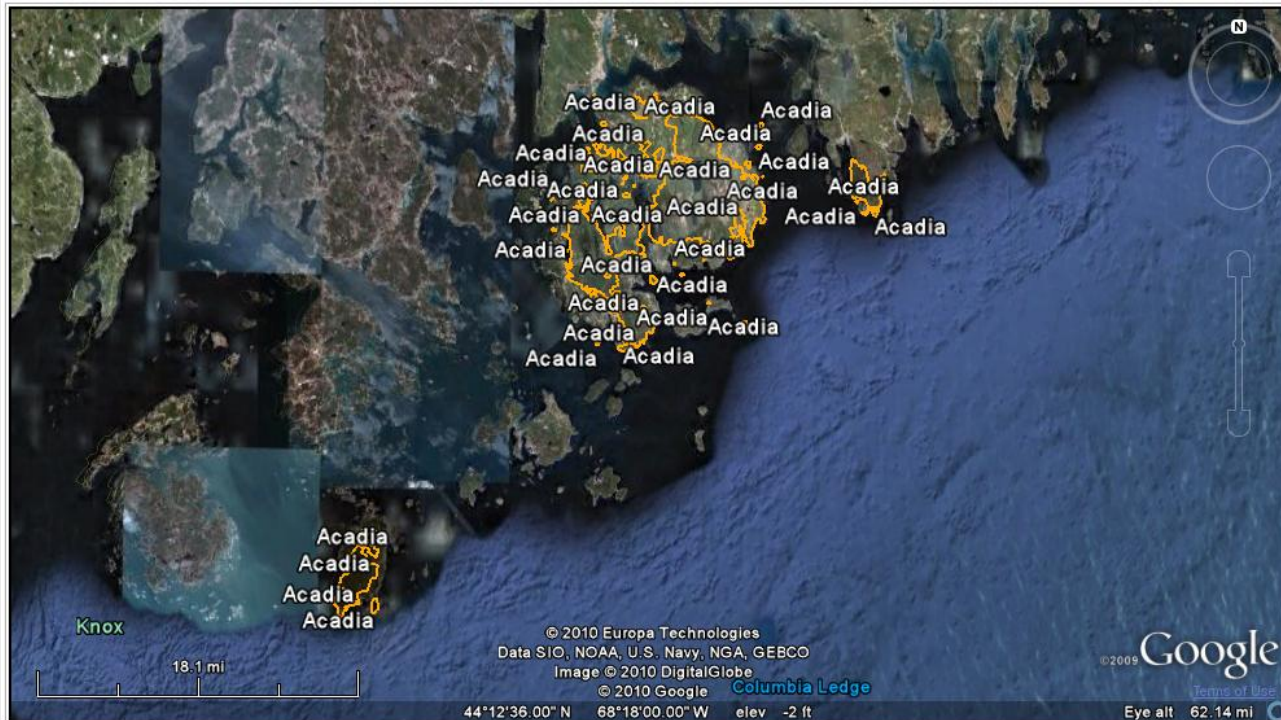 N
Acadia Acadia
Acadia
Acadia Acadia
Acadia
Acadia Acadia Acadia
Acadia Acadia Acadia
Acadia
Acadia Acadia Acadia
Acadia
Acadia
Acadia
Acadia Acadia
Acadia
Acadia
Acadia
Acadia Acadia
Acadia
Acadia Acadia
Acadia
Acadia
Acadia
Acadia
Knox
18.1 mi
© 2010 Europa Technologies
Data SIO, NOAA, U.S. Navy, NGA, GEBCO
Image © 2010 DigitalGlobe
© 2010 Google
Columbia Ledge
©2009 Google
Terms of Use
44°12'36.00" N 68°18'00.00" W elev -2 ft
Eye alt 62.14 mi